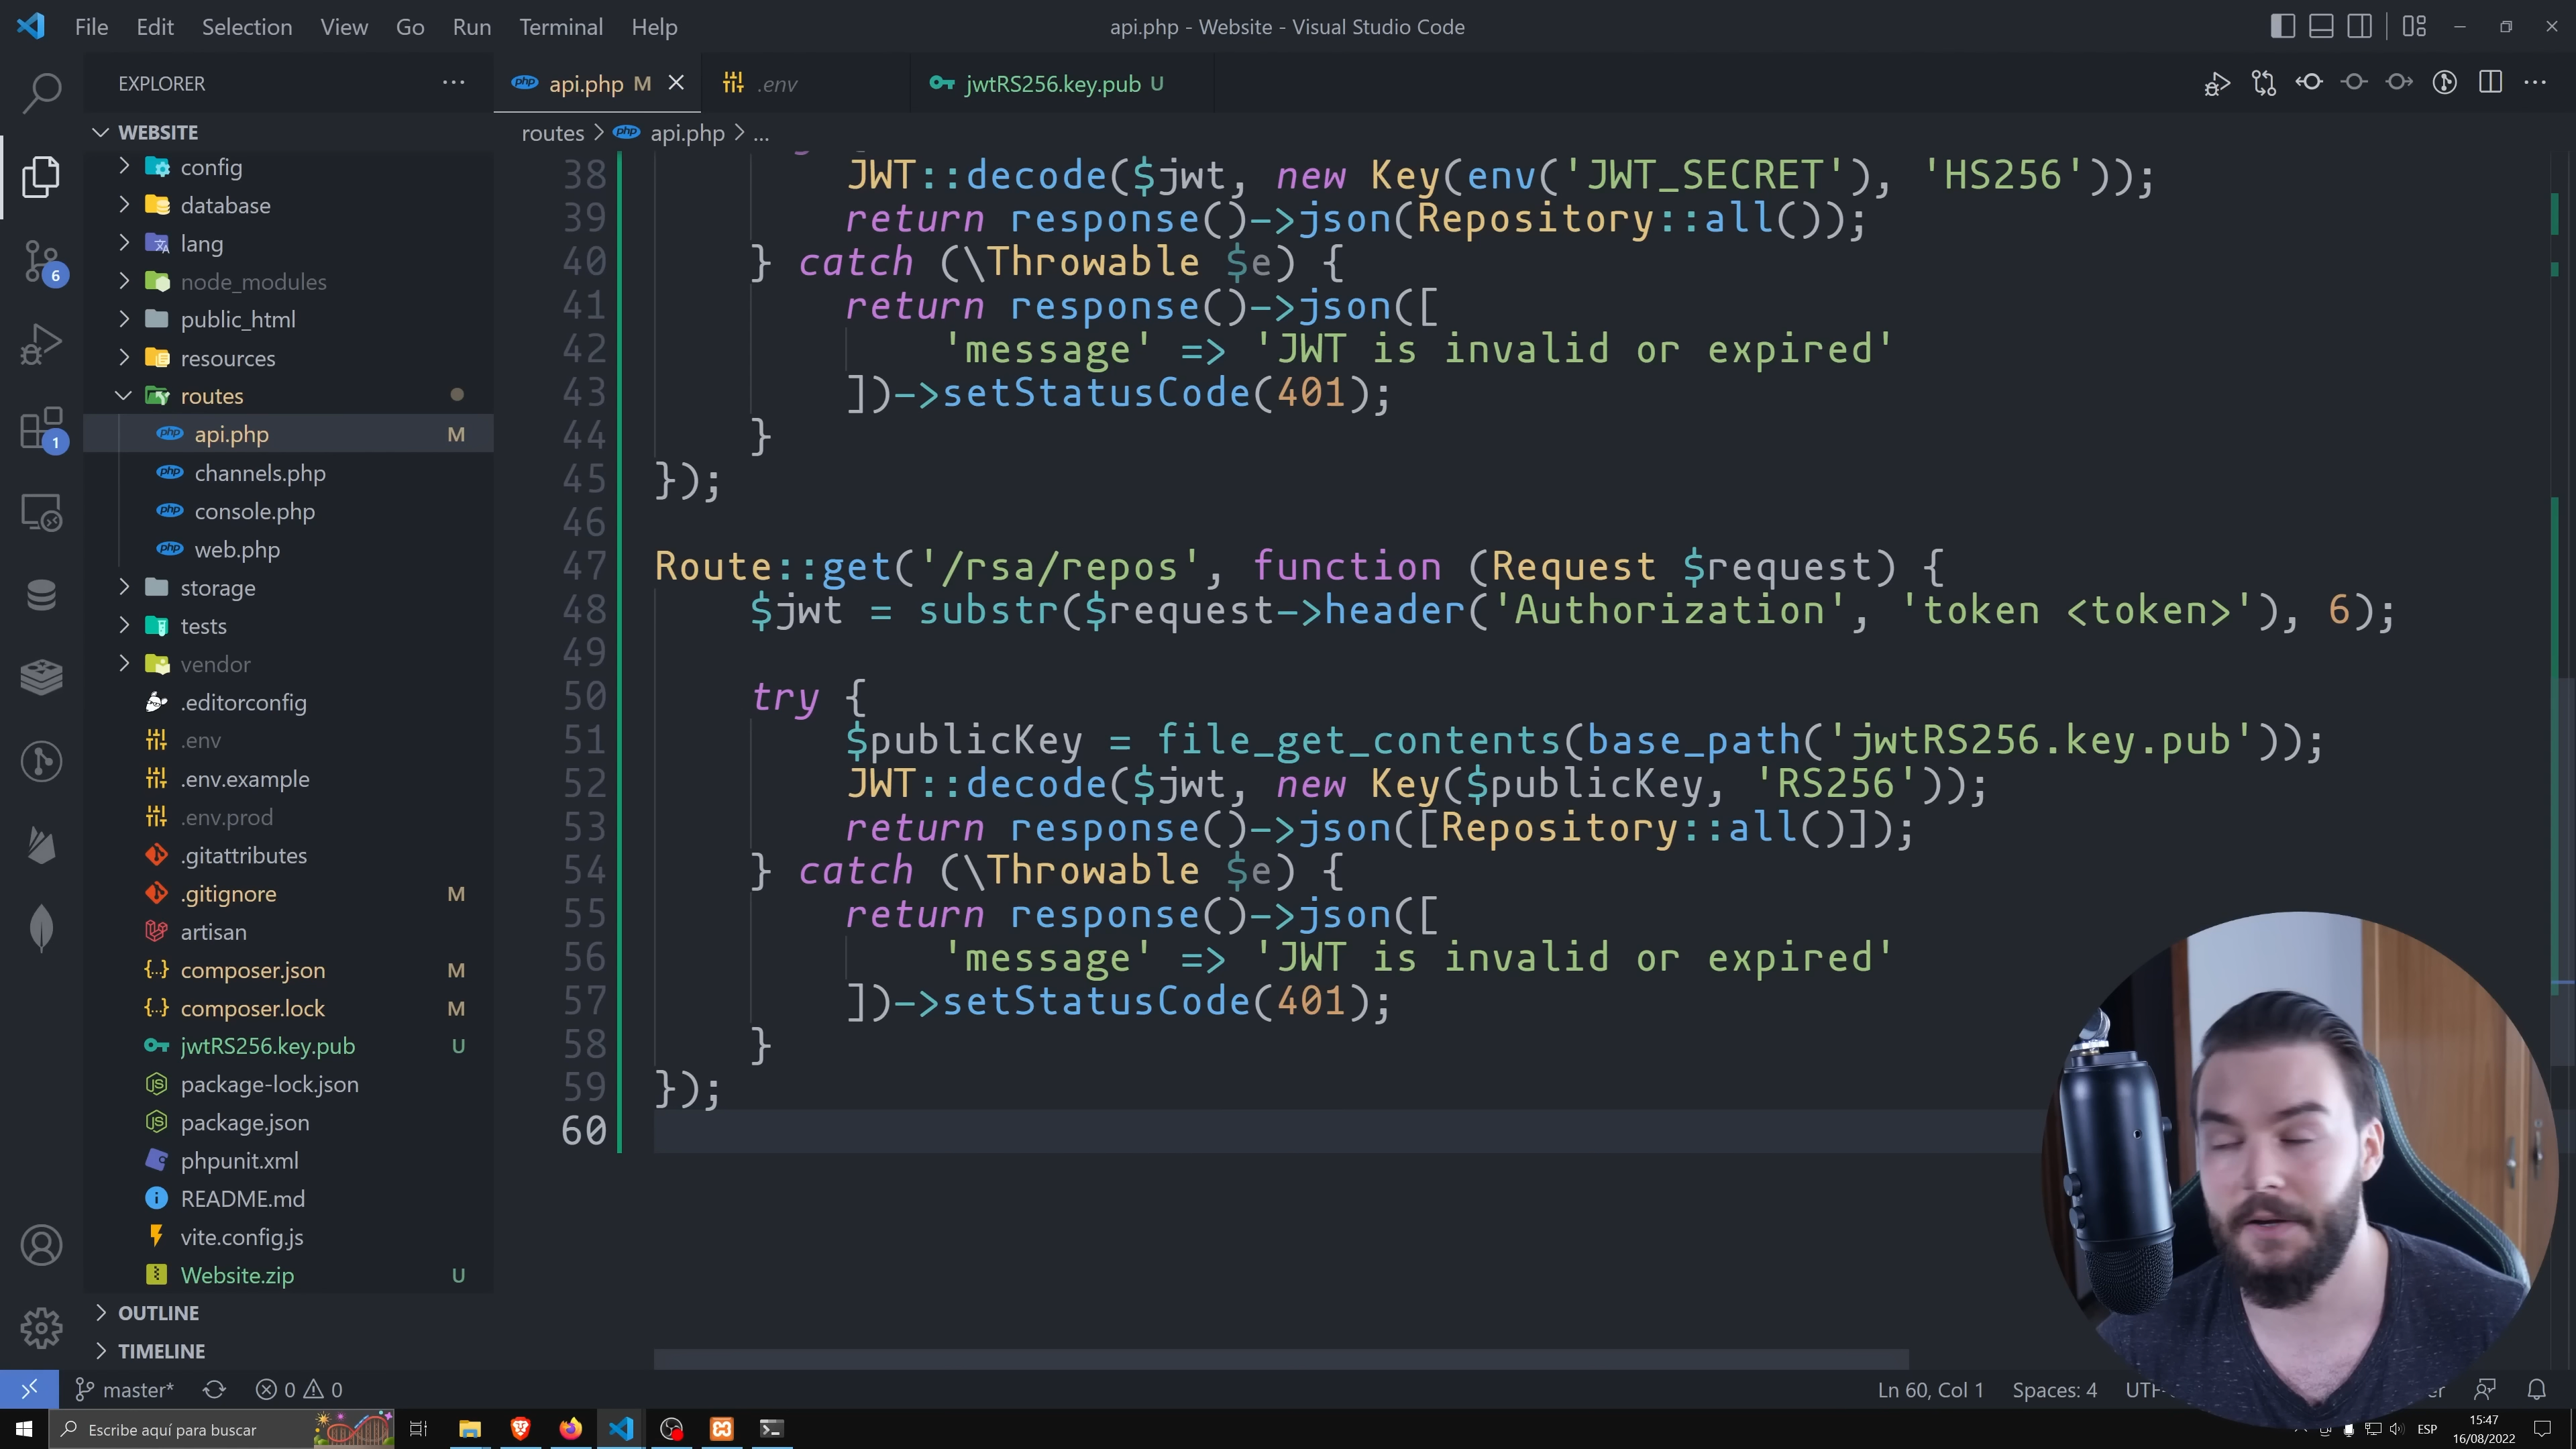 File Edit Selection View Go Run Terminal Help
api.php - Website - Visual Studio Code
EXPLORER
WEBSITE
config
database
lang
node_modules
public_html
resources
routes
api.php M
channels.php
console.php
web.php
storage
tests
vendor
.editorconfig
.env
.env.example
.env.prod
.gitattributes
.gitignore M
artisan
composer.json M
composer.lock M
jwtRS256.key.pub U
package-lock.json
package.json
phpunit.xml
README.md
vite.config.js
Website.zip U
OUTLINE
TIMELINE
6
1
api.php M
.env
jwtRS256.key.pub U
routes > api.php > ...
38 JWT::decode($jwt, new Key(env('JWT_SECRET'), 'HS256'));
39 return response()->json(Repository::all());
40 } catch (\Throwable $e) {
41 return response()->json([
42 'message' => 'JWT is invalid or expired'
43 ])->setStatusCode(401);
44 }
45 });
46
47 Route::get('/rsa/repos', function (Request $request) {
48 $jwt = substr($request->header('Authorization', 'token <token>'), 6);
49
50 try {
51 $publicKey = file_get_contents(base_path('jwtRS256.key.pub'));
52 JWT::decode($jwt, new Key($publicKey, 'RS256'));
53 return response()->json([Repository::all()]);
54 } catch (\Throwable $e) {
55 return response()->json([
56 'message' => 'JWT is invalid or expired'
57 ])->setStatusCode(401);
58 }
59 });
60
master* 0 0
Ln 60, Col 1 Spaces: 4
Escribe aquí para buscar
ESP
15:47
16/08/2022